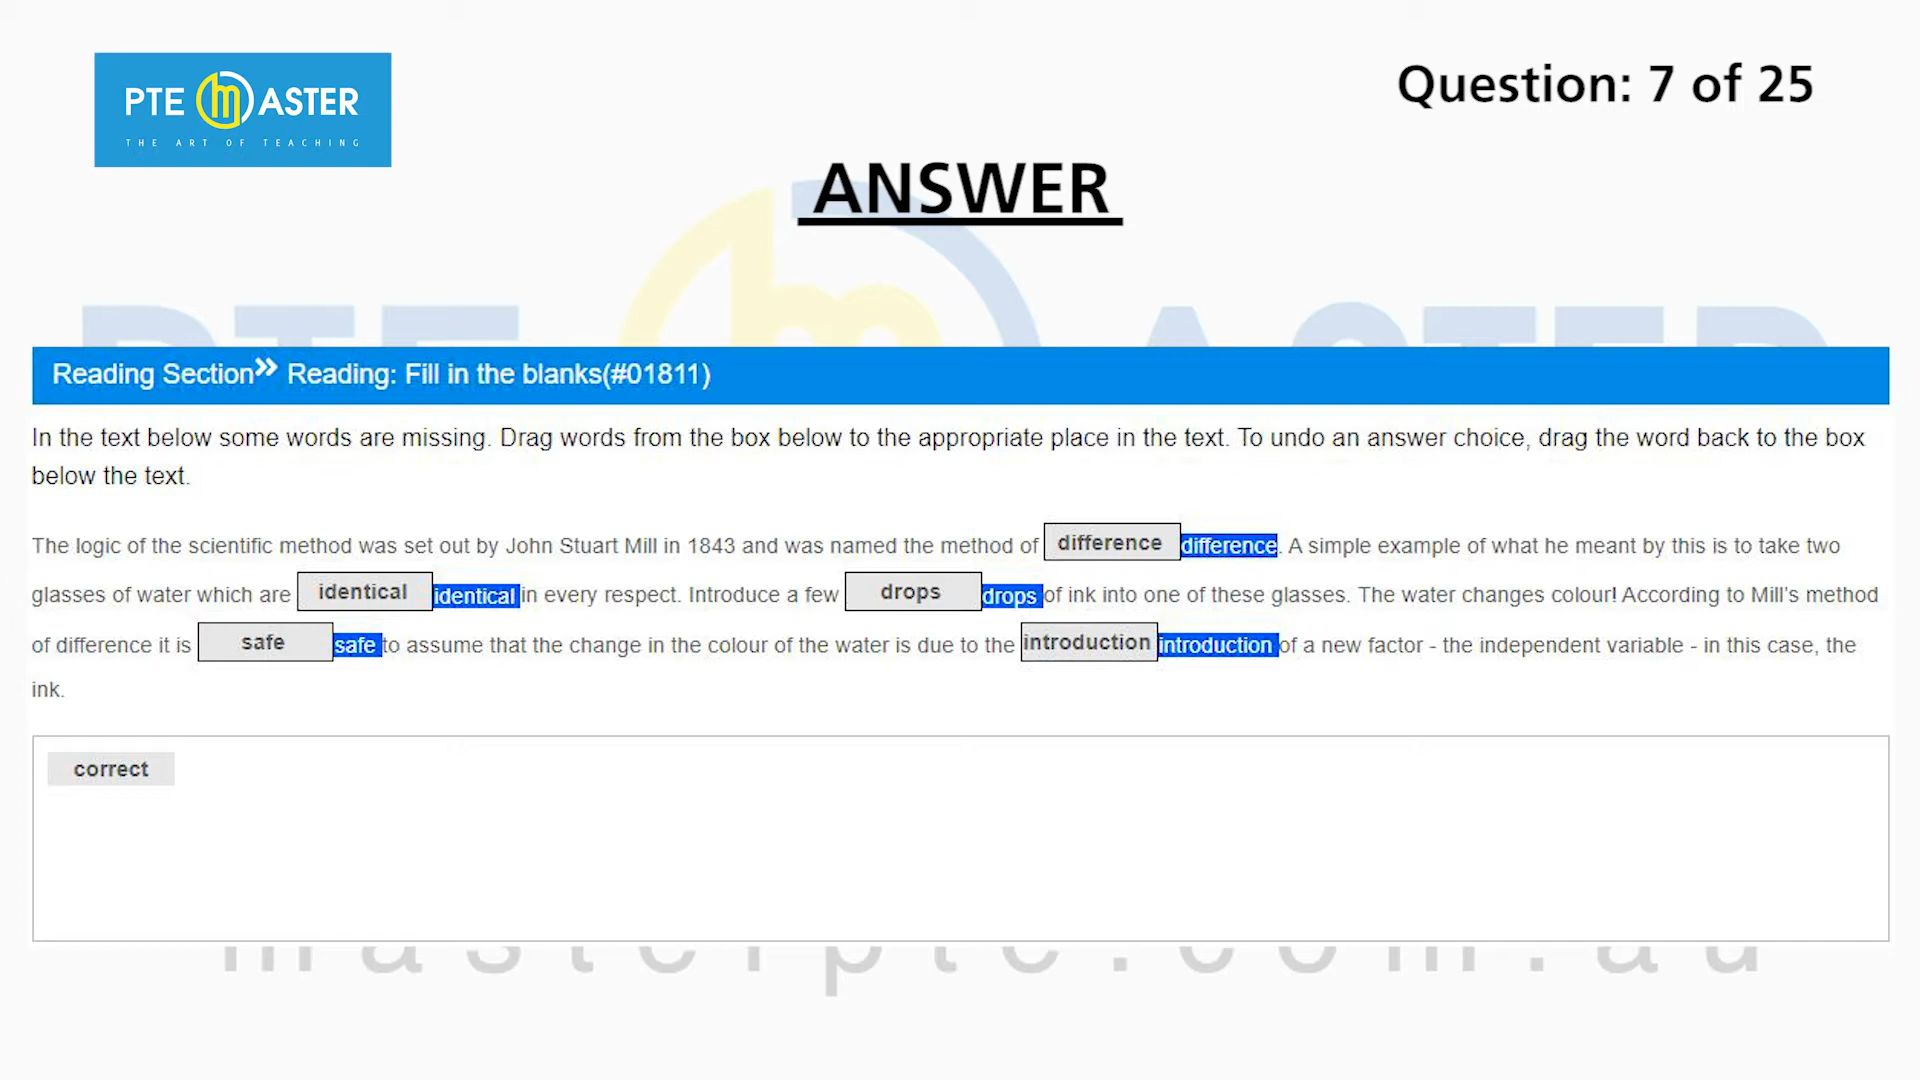 PTE MASTER
THE ART OF TEACHING
Question: 7 of 25
ANSWER
PTE MASTER
Reading Section» Reading: Fill in the blanks(#01811)
In the text below some words are missing. Drag words from the box below to the appropriate place in the text. To undo an answer choice, drag the word back to the box
below the text.
The logic of the scientific method was set out by John Stuart Mill in 1843 and was named the method of difference difference. A simple example of what he meant by this is to take two
glasses of water which are identical identical in every respect. Introduce a few drops drops of ink into one of these glasses. The water changes colour! According to Mill's method
of difference it is safe safe to assume that the change in the colour of the water is due to the introduction introduction of a new factor - the independent variable - in this case, the
ink.
correct
masterpte.com.au